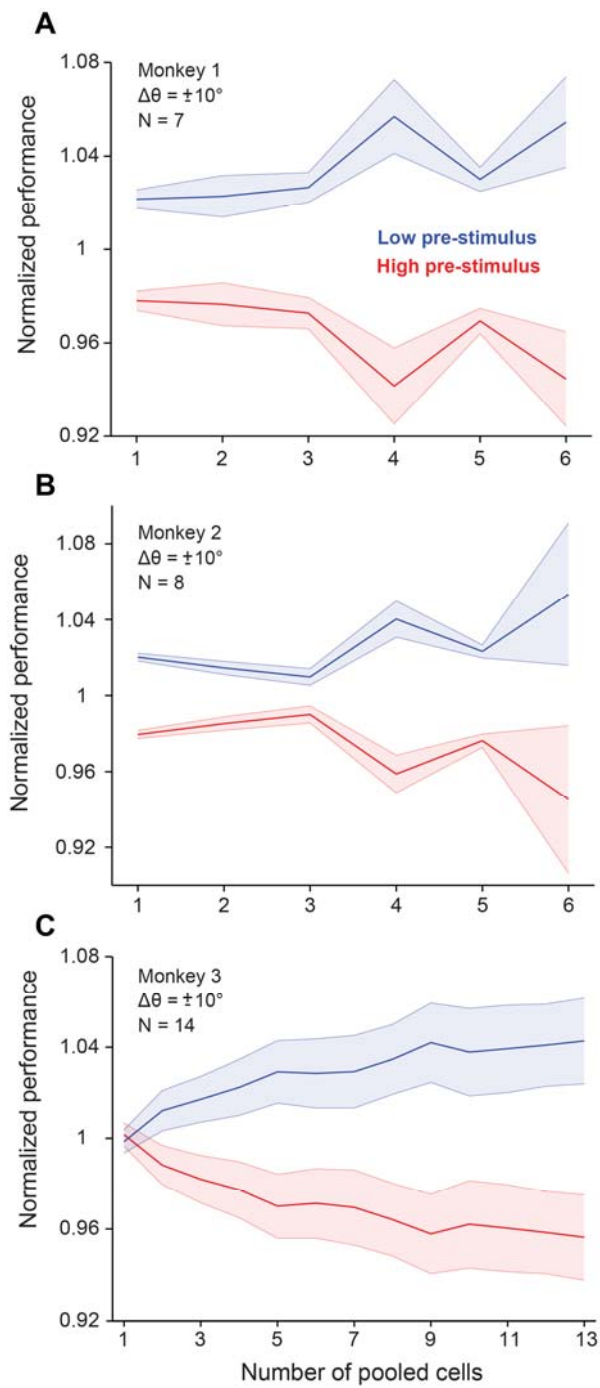 A
Normalized performance
1.08
1.04
1
0.96
0.92
Monkey 1
Δθ = ±10°
N = 7
Low pre-stimulus
High pre-stimulus
1 2 3 4 5 6
B
Normalized performance
1.08
1.04
1
0.96
0.92
Monkey 2
Δθ = ±10°
N = 8
1 2 3 4 5 6
C
Normalized performance
1.08
1.04
1
0.96
0.92
Monkey 3
Δθ = ±10°
N = 14
1 3 5 7 9 11 13
Number of pooled cells